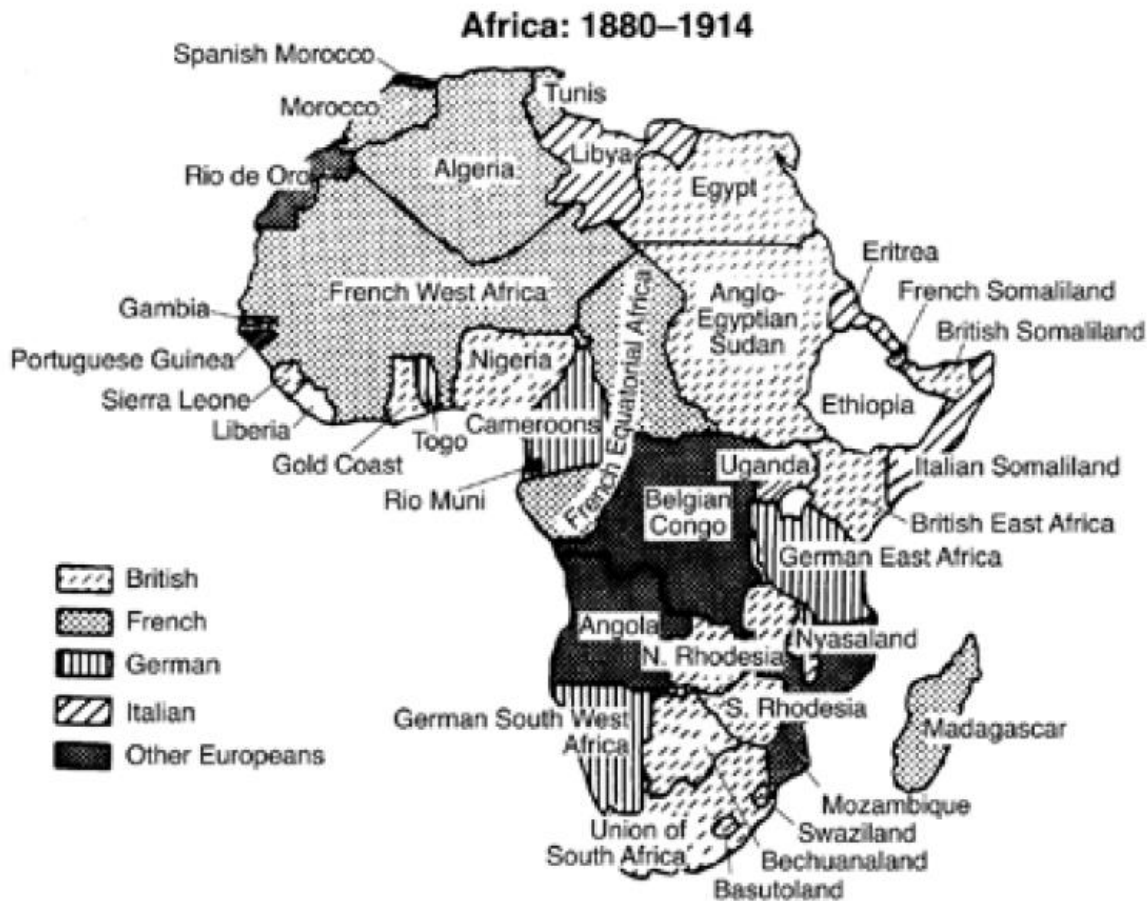 Africa: 1880–1914
Spanish Morocco
Morocco
Tunis
Rio de Oro
Algeria
Libya
Egypt
Eritrea
French Somaliland
British Somaliland
Gambia
French West Africa
French Equatorial Africa
Anglo-
Egyptian
Sudan
Portuguese Guinea
Nigeria
Sierra Leone
Ethiopia
Liberia
Togo
Cameroons
Gold Coast
Uganda
Italian Somaliland
Rio Muni
Belgian
Congo
British East Africa
German East Africa
British
French
German
Italian
Other Europeans
Angola
Nyasaland
N. Rhodesia
German South West
Africa
S. Rhodesia
Madagascar
Mozambique
Union of
South Africa
Swaziland
Bechuanaland
Basutoland